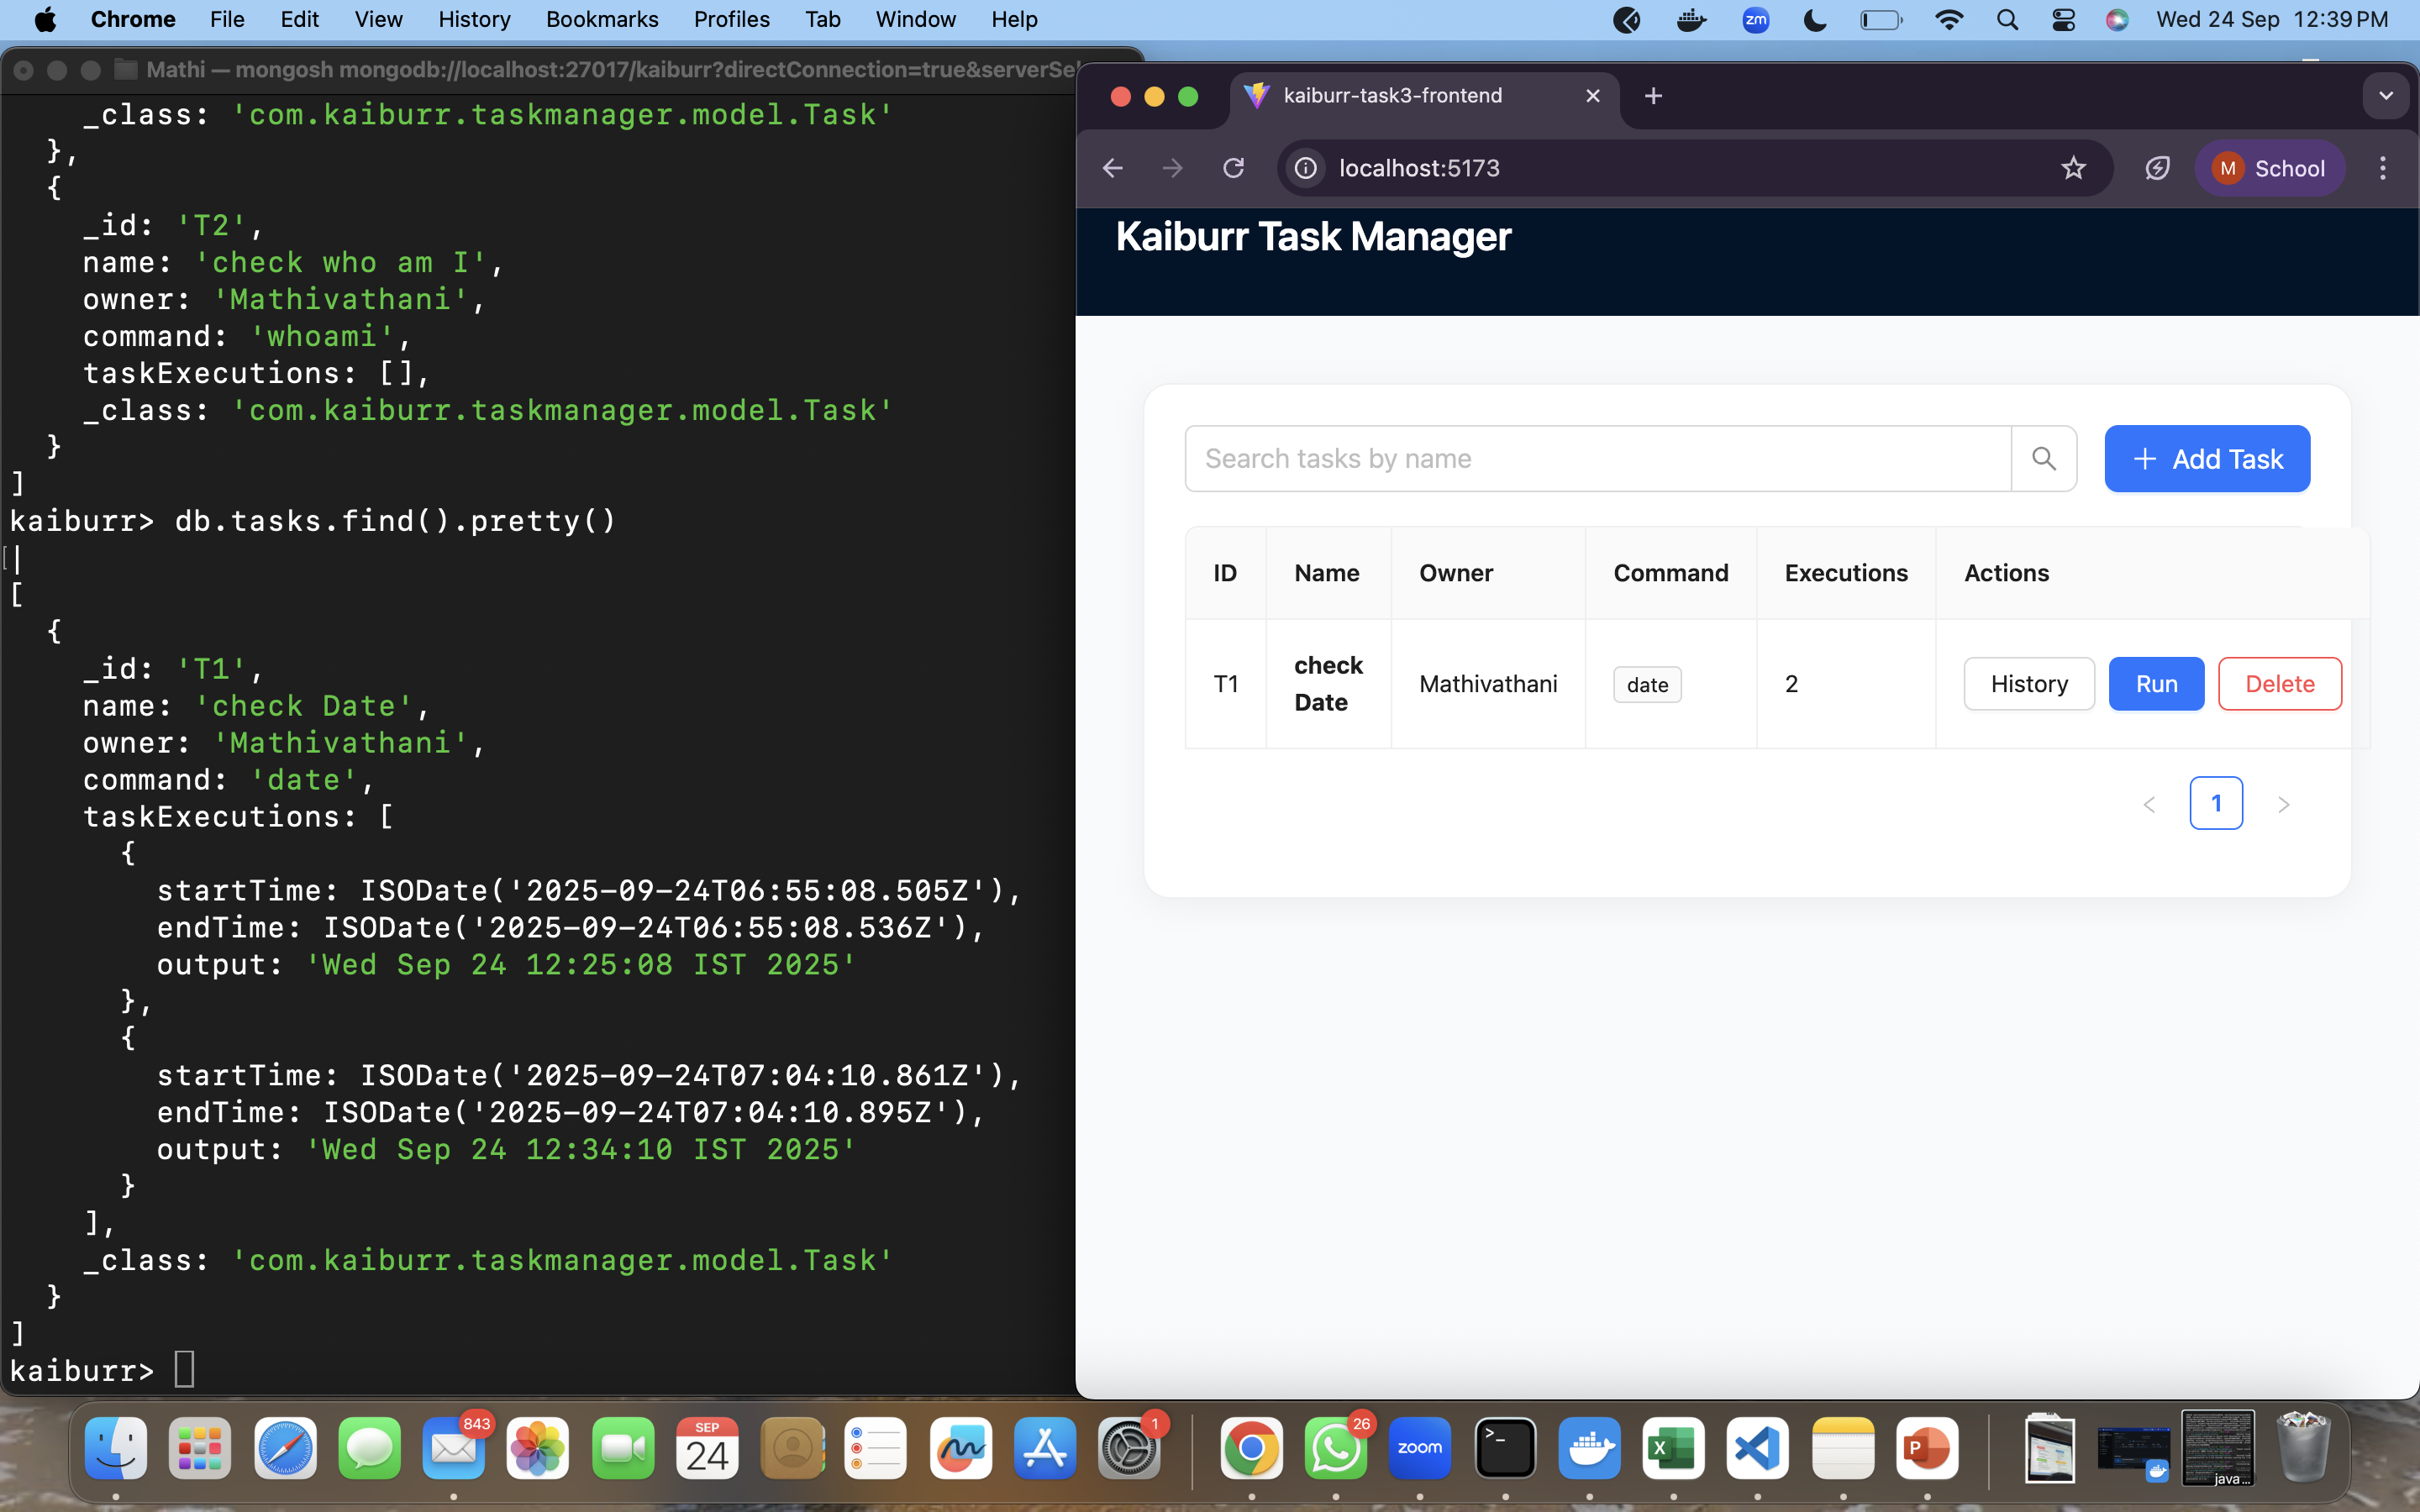 Chrome File Edit View History Bookmarks Profiles Tab Window Help
zm
Wed 24 Sep 12:39 PM
Mathi — mongosh mongodb://localhost:27017/kaiburr?directConnection=true&serverSel
_class: 'com.kaiburr.taskmanager.model.Task'
},
{
_id: 'T2',
name: 'check who am I',
owner: 'Mathivathani',
command: 'whoami',
taskExecutions: [],
_class: 'com.kaiburr.taskmanager.model.Task'
}
]
kaiburr> db.tasks.find().pretty()
[
{
_id: 'T1',
name: 'check Date',
owner: 'Mathivathani',
command: 'date',
taskExecutions: [
{
startTime: ISODate('2025-09-24T06:55:08.505Z'),
endTime: ISODate('2025-09-24T06:55:08.536Z'),
output: 'Wed Sep 24 12:25:08 IST 2025'
},
{
startTime: ISODate('2025-09-24T07:04:10.861Z'),
endTime: ISODate('2025-09-24T07:04:10.895Z'),
output: 'Wed Sep 24 12:34:10 IST 2025'
}
],
_class: 'com.kaiburr.taskmanager.model.Task'
}
]
kaiburr>
kaiburr-task3-frontend
localhost:5173
M School
Kaiburr Task Manager
Search tasks by name
+ Add Task
ID Name Owner Command Executions Actions
T1 check Date Mathivathani date 2 History Run Delete
< 1 >
843
SEP
24
1
26
zoom
>_
X
P
java...